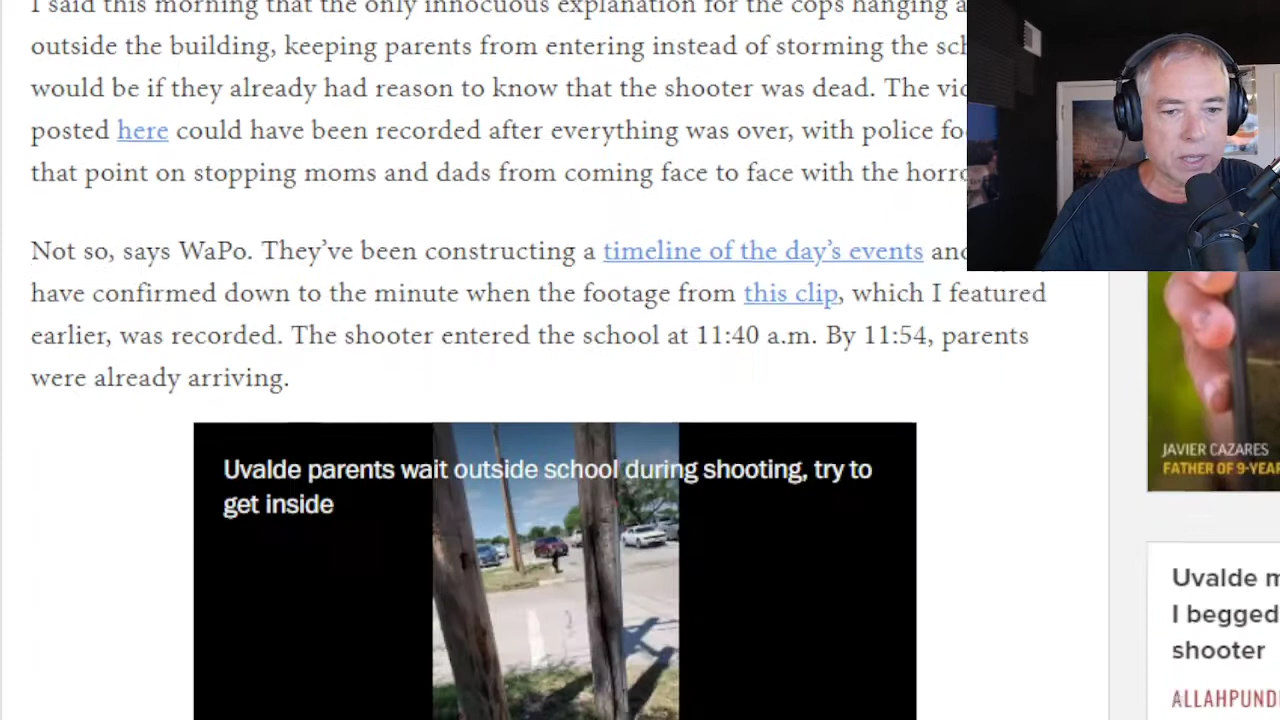 I said this morning that the only innocuous explanation for the cops hanging
outside the building, keeping parents from entering instead of storming the
would be if they already had reason to know that the shooter was dead. The
posted here could have been recorded after everything was over, with police
that point on stopping moms and dads from coming face to face with the
Not so, says WaPo. They've been constructing a timeline of the day's events
have confirmed down to the minute when the footage from this clip, which I featured
earlier, was recorded. The shooter entered the school at 11:40 a.m. By 11:54, parents
were already arriving.
Uvalde parents wait outside school during shooting, try to
get inside
JAVIER CAZARES
FATHER OF 9-YEA
Uvalde
I begged
shooter
ALLAHPUND